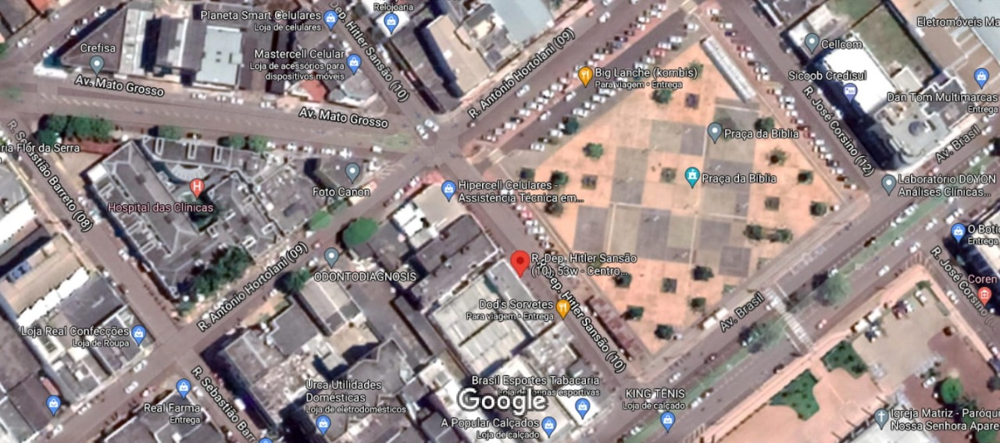 Relojoaria
Planeta Smart Celulares
Loja de celulares
Dep. Hitler Sansão (10)
Eletromóveis Ma
Crefisa
Mastercell Celular
Loja de acessórios para
dispositivos móveis
R. Antônio Hortolani (09)
Cellcom
Big Lanche (kombis)
Para viagem • Entrega
Sicoob Credisul
Av. Mato Grosso
Dan Tom Multimarcas
Entrega
R. José Corsino (12)
Av. Mato Grosso
Praça da Bíblia
Av. Brasil
ria Flor da Serra
R. Sebastião Barreto (08)
Foto Canon
Hipercell Celulares -
Assistência Técnica em...
Praça da Bíblia
Laboratório DOYON
Análises Clínicas...
H
Hospital das Clínicas
O Botic
Entrega
R. Dep. Hitler Sansão
(10), 53w - Centro...
R. Antônio Hortolani (09)
ODONTODIAGNOSIS
R. José Corsino (
Coren
Dep. Hitler Sansão (10)
Dod's Sorvetes
Para viagem • Entrega
Av. Brasil
Loja Real Confecções
Loja de Roupa
R. Sebastião Barr
Urca Utilidades
Domésticas
Loja de eletrodomésticos
Brasil Esportes Tabacaria
Loja de roupas esportivas
Google
KING TÊNIS
Loja de calçado
Real Farma
Entrega
A Popular Calçados
Loja de calçado
Igreja Matriz - Paróqu
Nossa Senhora Apare